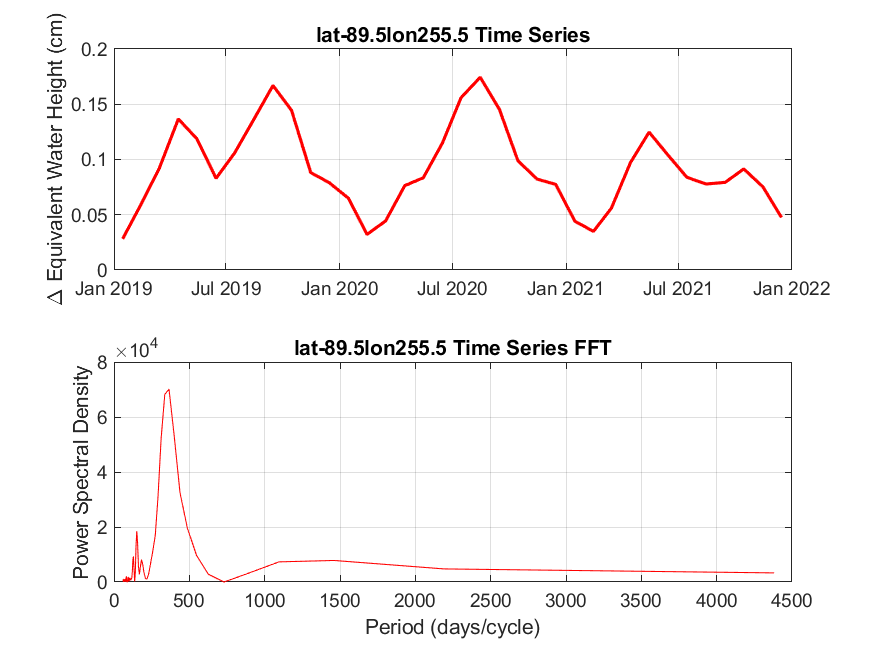 lat-89.5lon255.5 Time Series
Δ Equivalent Water Height (cm)
0.2
0.15
0.1
0.05
0
Jan 2019 Jul 2019 Jan 2020 Jul 2020 Jan 2021 Jul 2021 Jan 2022
lat-89.5lon255.5 Time Series FFT
×10⁴
Power Spectral Density
8
6
4
2
0
0 500 1000 1500 2000 2500 3000 3500 4000 4500
Period (days/cycle)